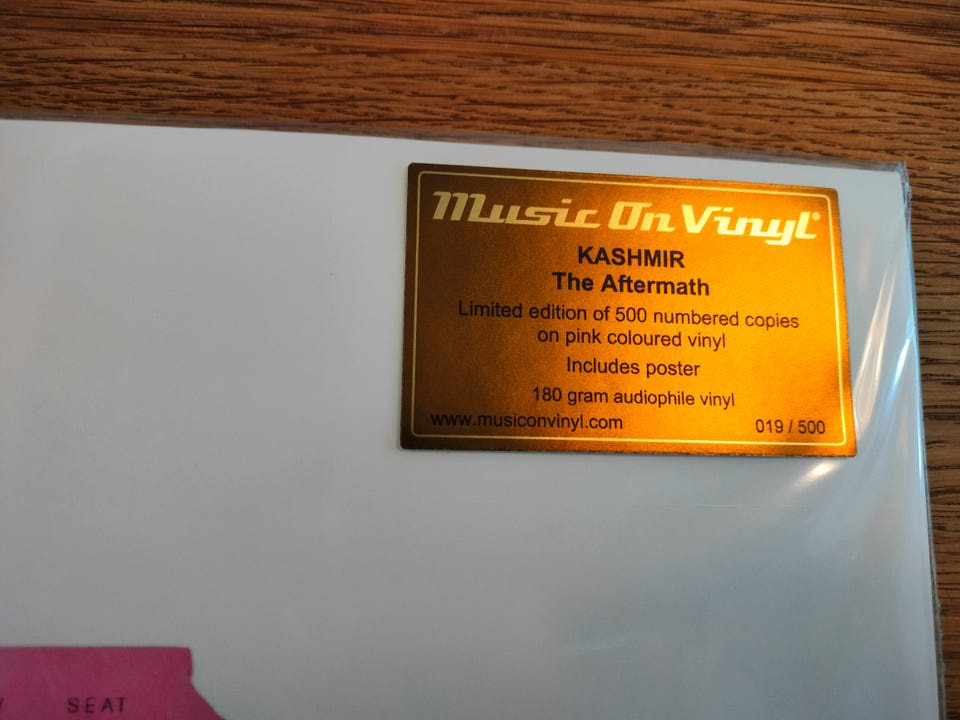 Music On Vinyl®
KASHMIR
The Aftermath
Limited edition of 500 numbered copies
on pink coloured vinyl
Includes poster
180 gram audiophile vinyl
www.musiconvinyl.com 019 / 500
SEAT